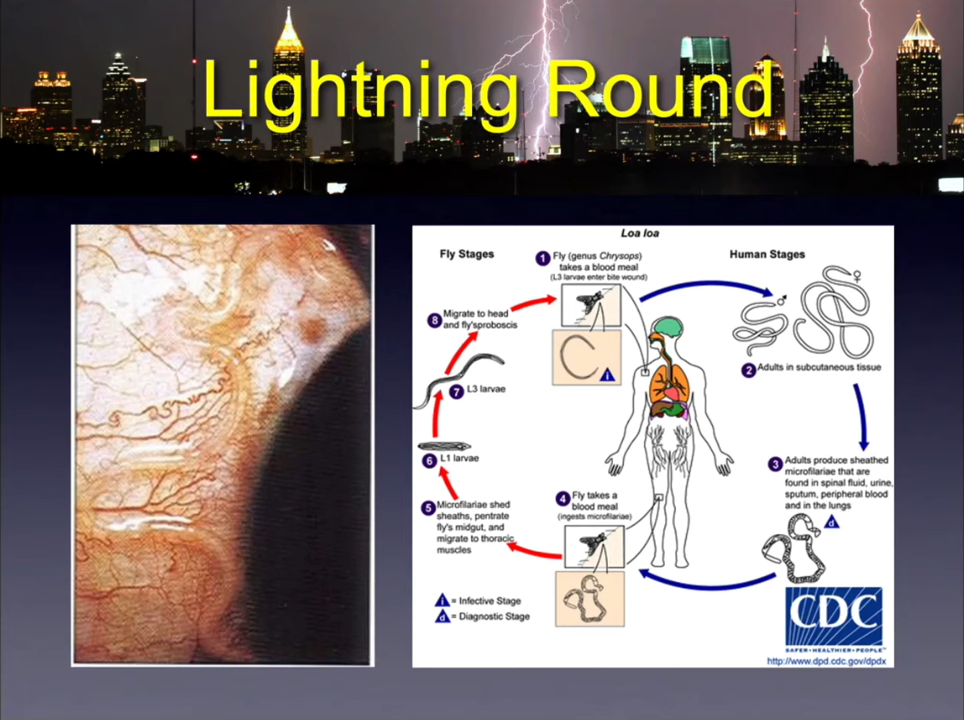 Lightning Round
Loa loa
Fly Stages
Human Stages
1 Fly (genus Chrysops)
takes a blood meal
(L3 larvae enter bite wound)
i
♂
♀
2 Adults in subcutaneous tissue
3 Adults produce sheathed
microfilariae that are
found in spinal fluid, urine,
sputum, peripheral blood
and in the lungs
d
4 Fly takes a
blood meal
(ingests microfilariae)
5 Microfilariae shed
sheaths, pentrate
fly's midgut, and
migrate to thoracic
muscles
6 L1 larvae
7 L3 larvae
8 Migrate to head
and fly'sproboscis
i = Infective Stage
d = Diagnostic Stage
CDC
SAFER•HEALTHIER•PEOPLE™
http://www.dpd.cdc.gov/dpdx